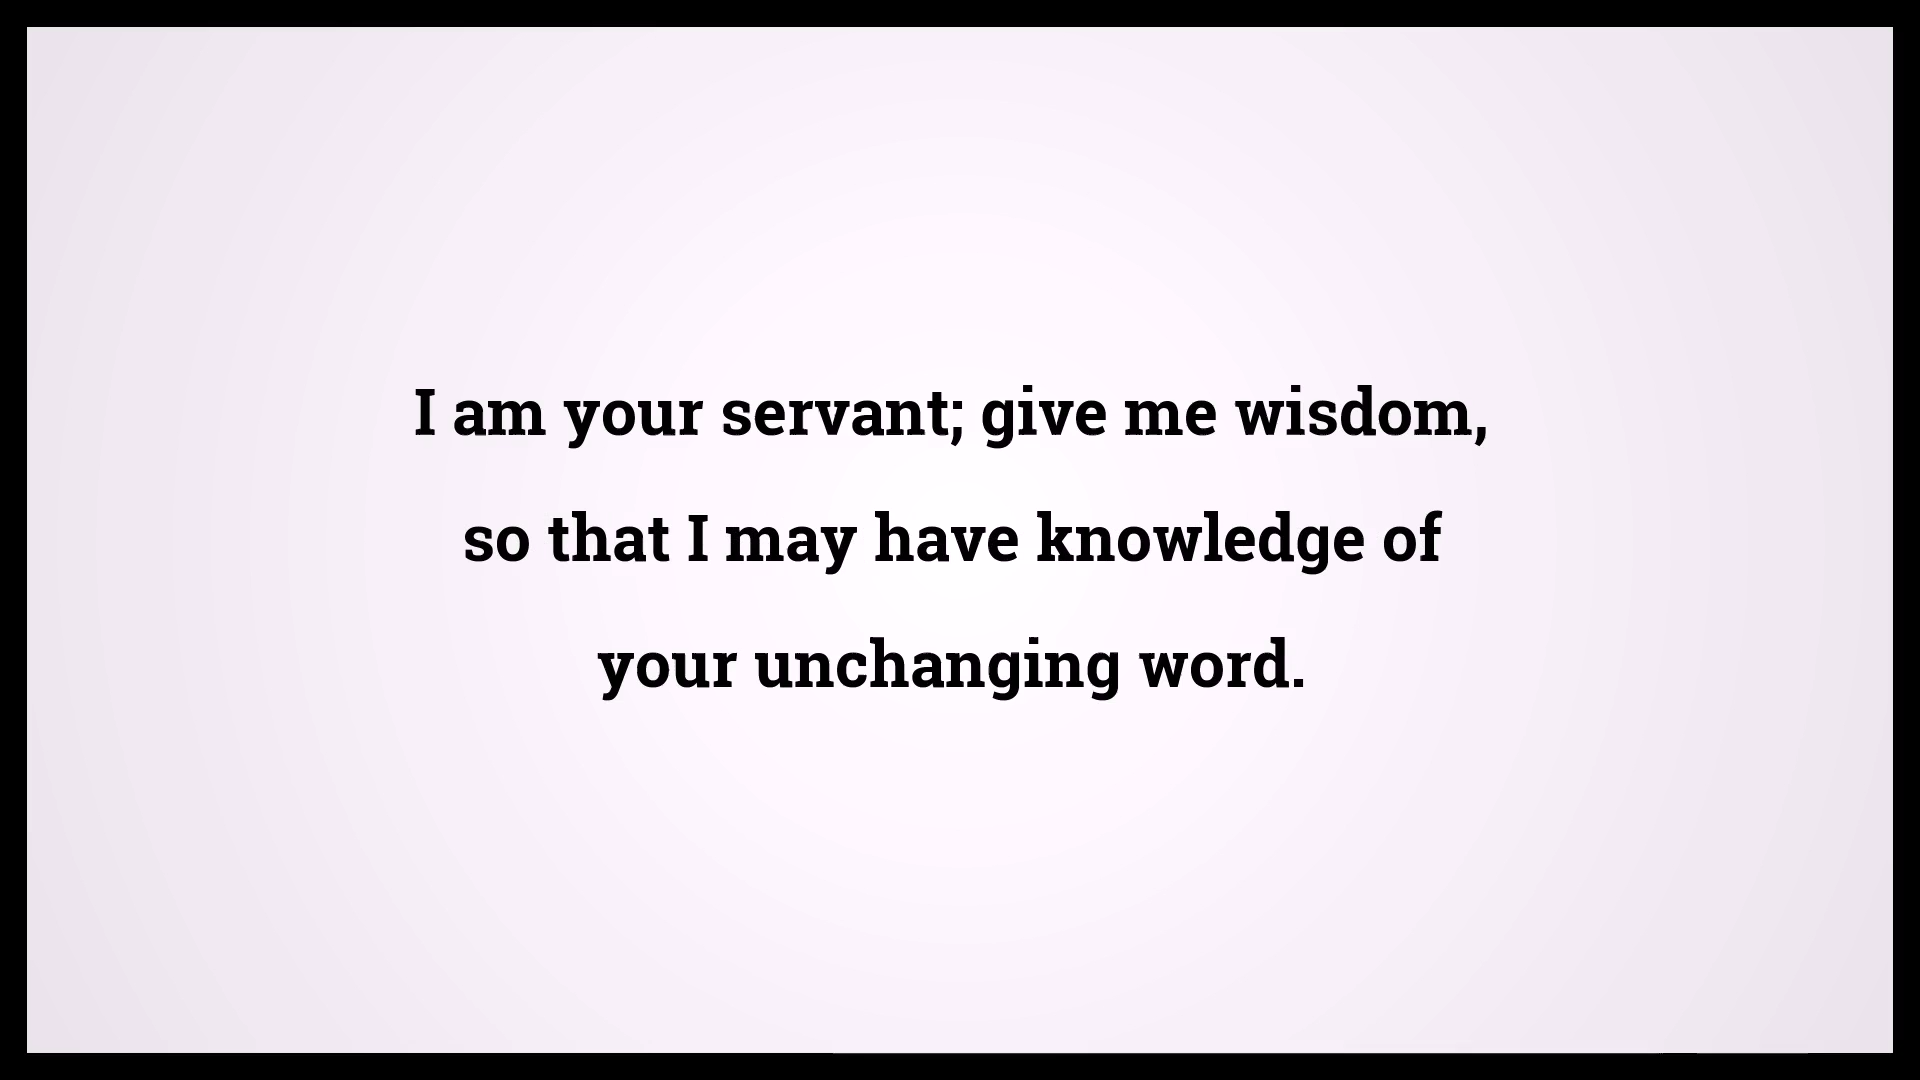 I am your servant; give me wisdom,
so that I may have knowledge of
your unchanging word.